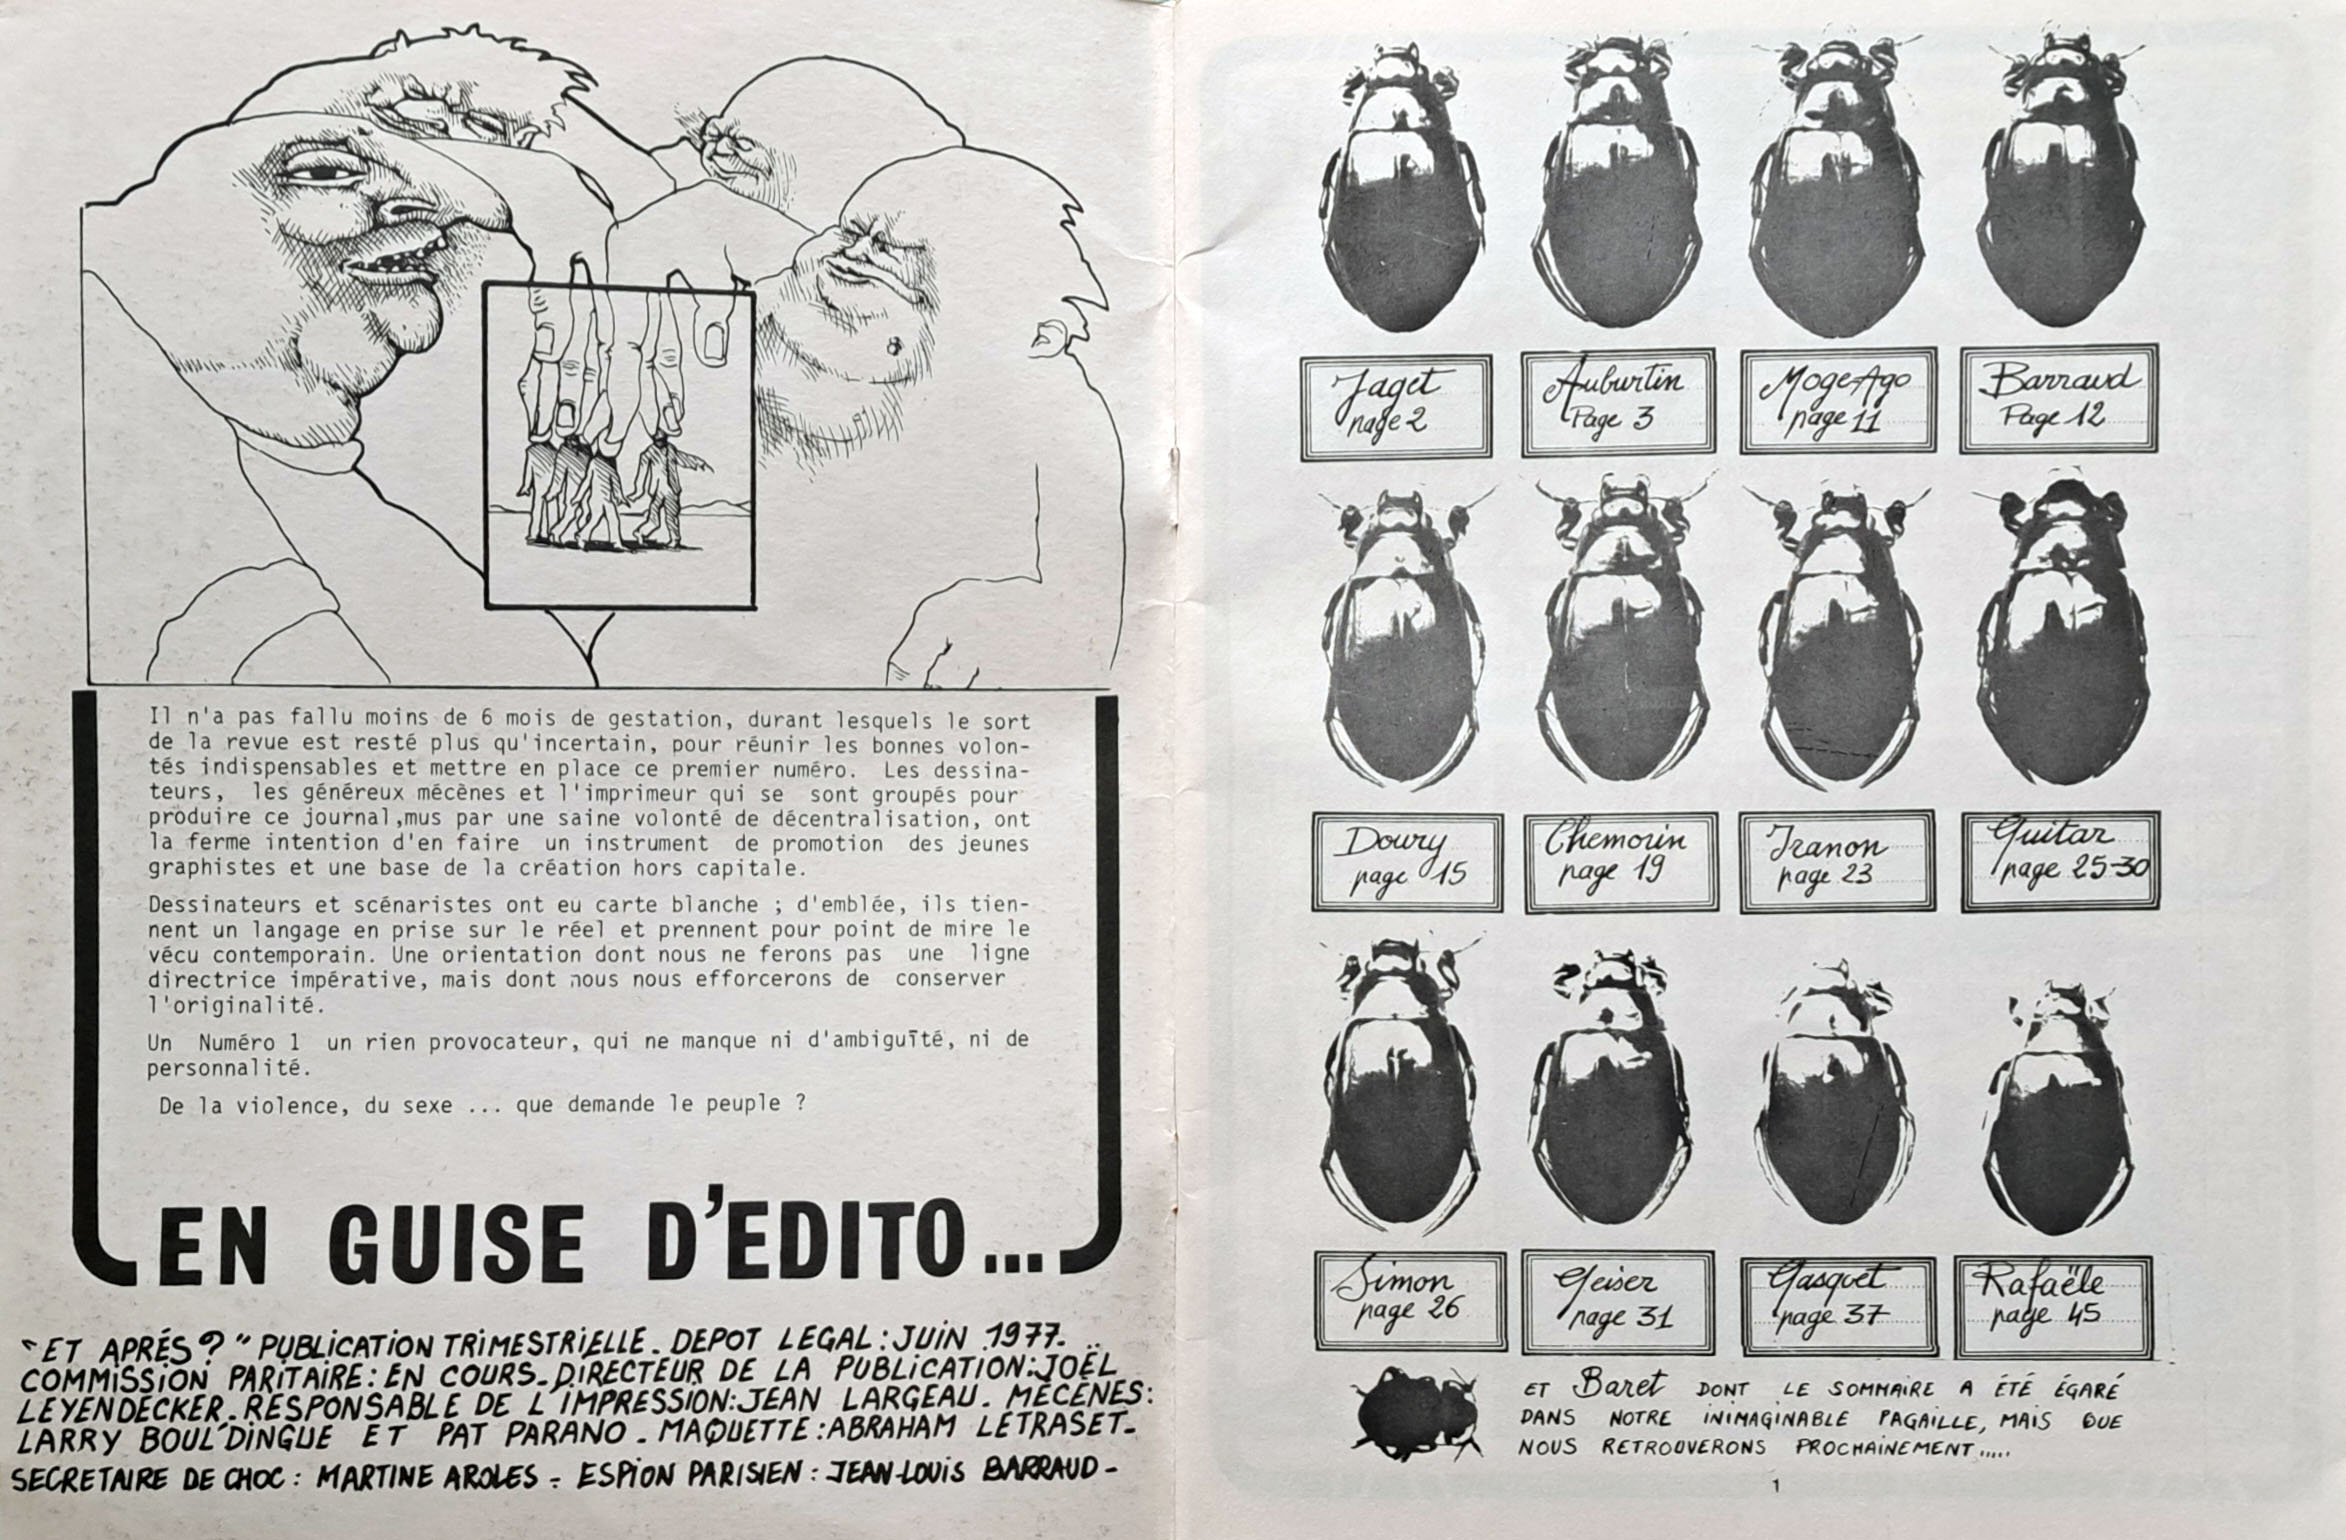 Il n'a pas fallu moins de 6 mois de gestation, durant lesquels le sort
de la revue est resté plus qu'incertain, pour réunir les bonnes volon-
tés indispensables et mettre en place ce premier numéro. Les dessina-
teurs, les généreux mécènes et l'imprimeur qui se sont groupés pour
produire ce journal,mus par une saine volonté de décentralisation, ont
la ferme intention d'en faire un instrument de promotion des jeunes
graphistes et une base de la création hors capitale.
Dessinateurs et scénaristes ont eu carte blanche ; d'emblée, ils tien-
nent un langage en prise sur le réel et prennent pour point de mire le
vécu contemporain. Une orientation dont nous ne ferons pas une ligne
directrice impérative, mais dont nous nous efforcerons de conserver
l'originalité.
Un Numéro 1 un rien provocateur, qui ne manque ni d'ambiguïté, ni de
personnalité.
De la violence, du sexe ... que demande le peuple ?
EN GUISE D'EDITO...
"ET APRÉS ? " PUBLICATION TRIMESTRIELLE _ DEPOT LEGAL : JUIN 1977.
COMMISSION PARITAIRE : EN COURS _ DIRECTEUR DE LA PUBLICATION : JOËL
LEYENDECKER _ RESPONSABLE DE L'IMPRESSION : JEAN LARGEAU _ MÉCÈNES :
LARRY BOUL'DINGUE ET PAT PARANO _ MAQUETTE : ABRAHAM LETRASET _
SECRETAIRE DE CHOC : MARTINE AROLES = ESPION PARISIEN : JEAN-LOUIS BARRAUD -
Jaget
page 2
Auburtin
Page 3
Moge-Ago
page 11
Barraud
Page 12
Doury
page 15
Chemorin
page 19
Tranon
page 23
Guitar
page 25-30
Simon
page 26
Geiser
page 31
Gasquet
page 37
Rafaële
page 45
ET Baret DONT LE SOMMAIRE A ÉTÉ ÉGARÉ
DANS NOTRE INIMAGINABLE PAGAILLE, MAIS QUE
NOUS RETROUVERONS PROCHAINEMENT.....
1